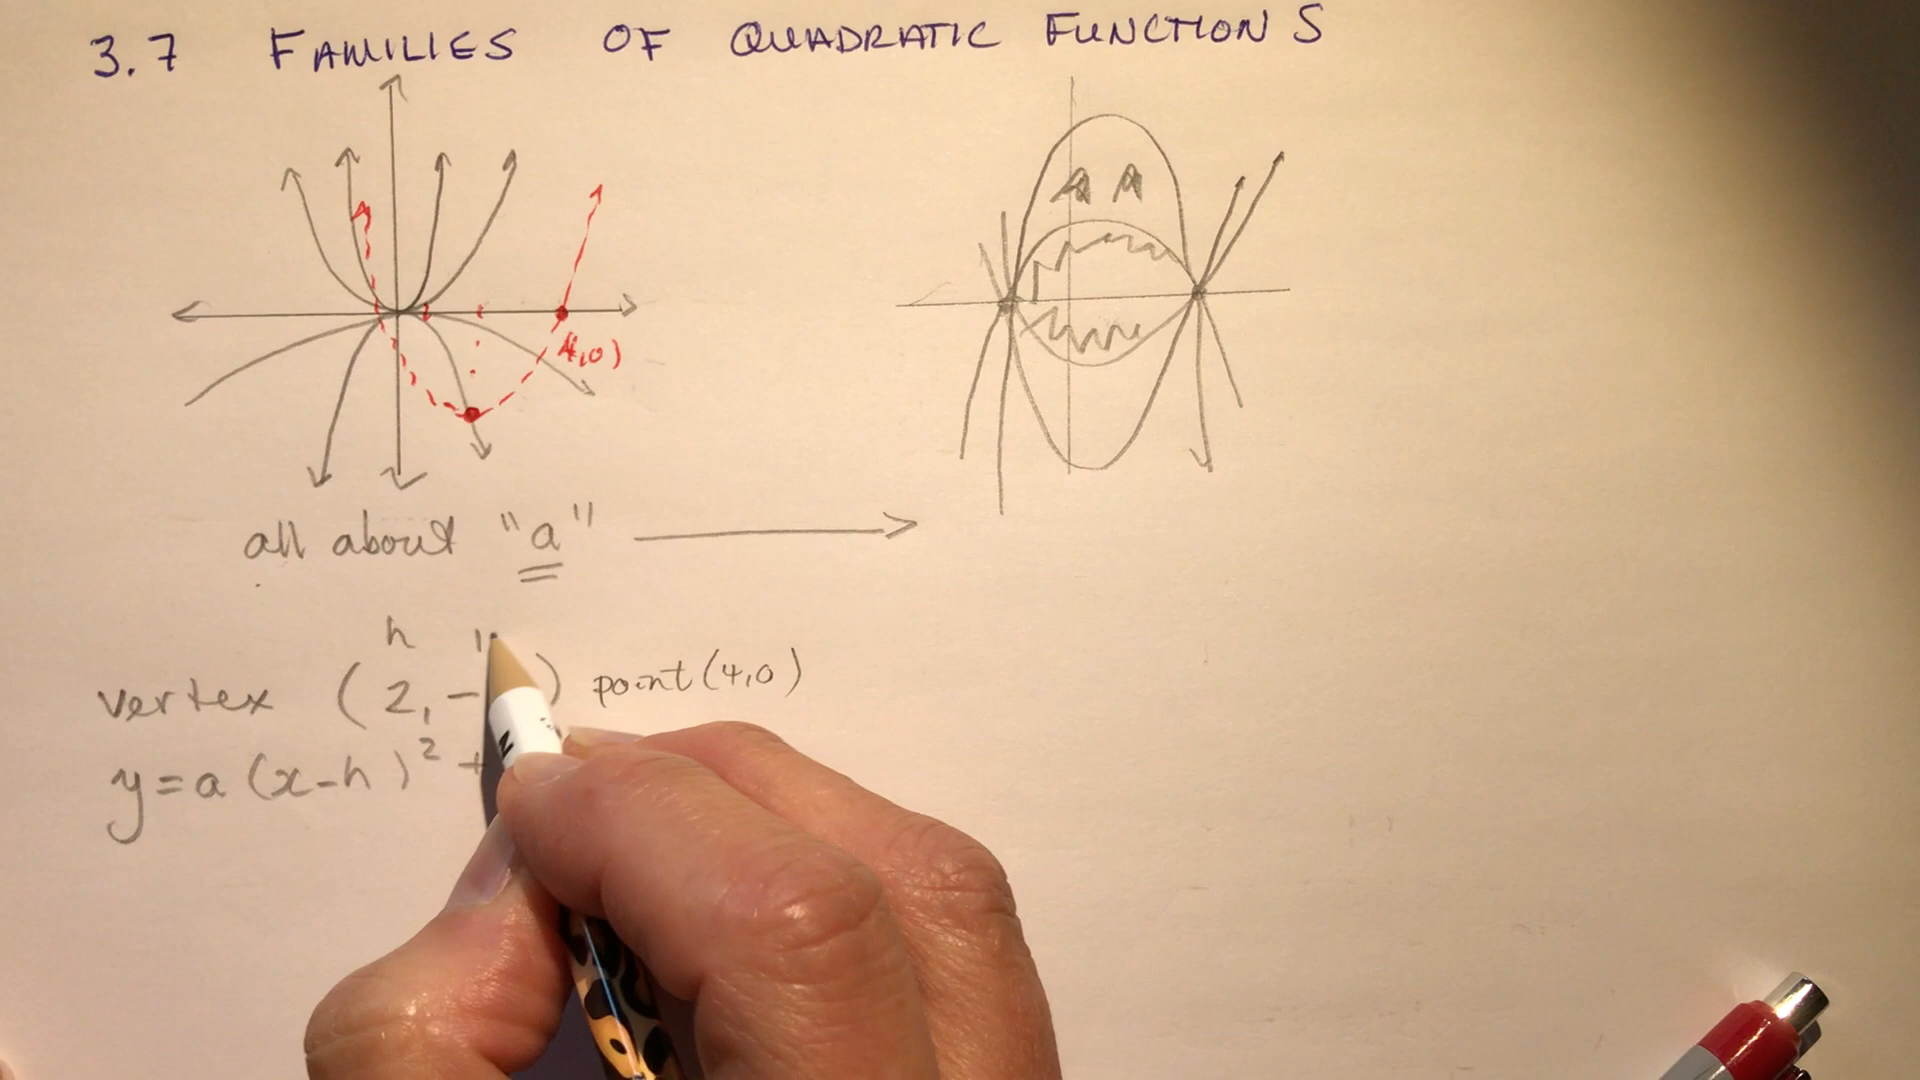 3.7 FAMILIES OF QUADRATIC FUNCTIONS
(4,0)
all about "a"
h
vertex (2, - ) point (4,0)
y=a (x-h)² +